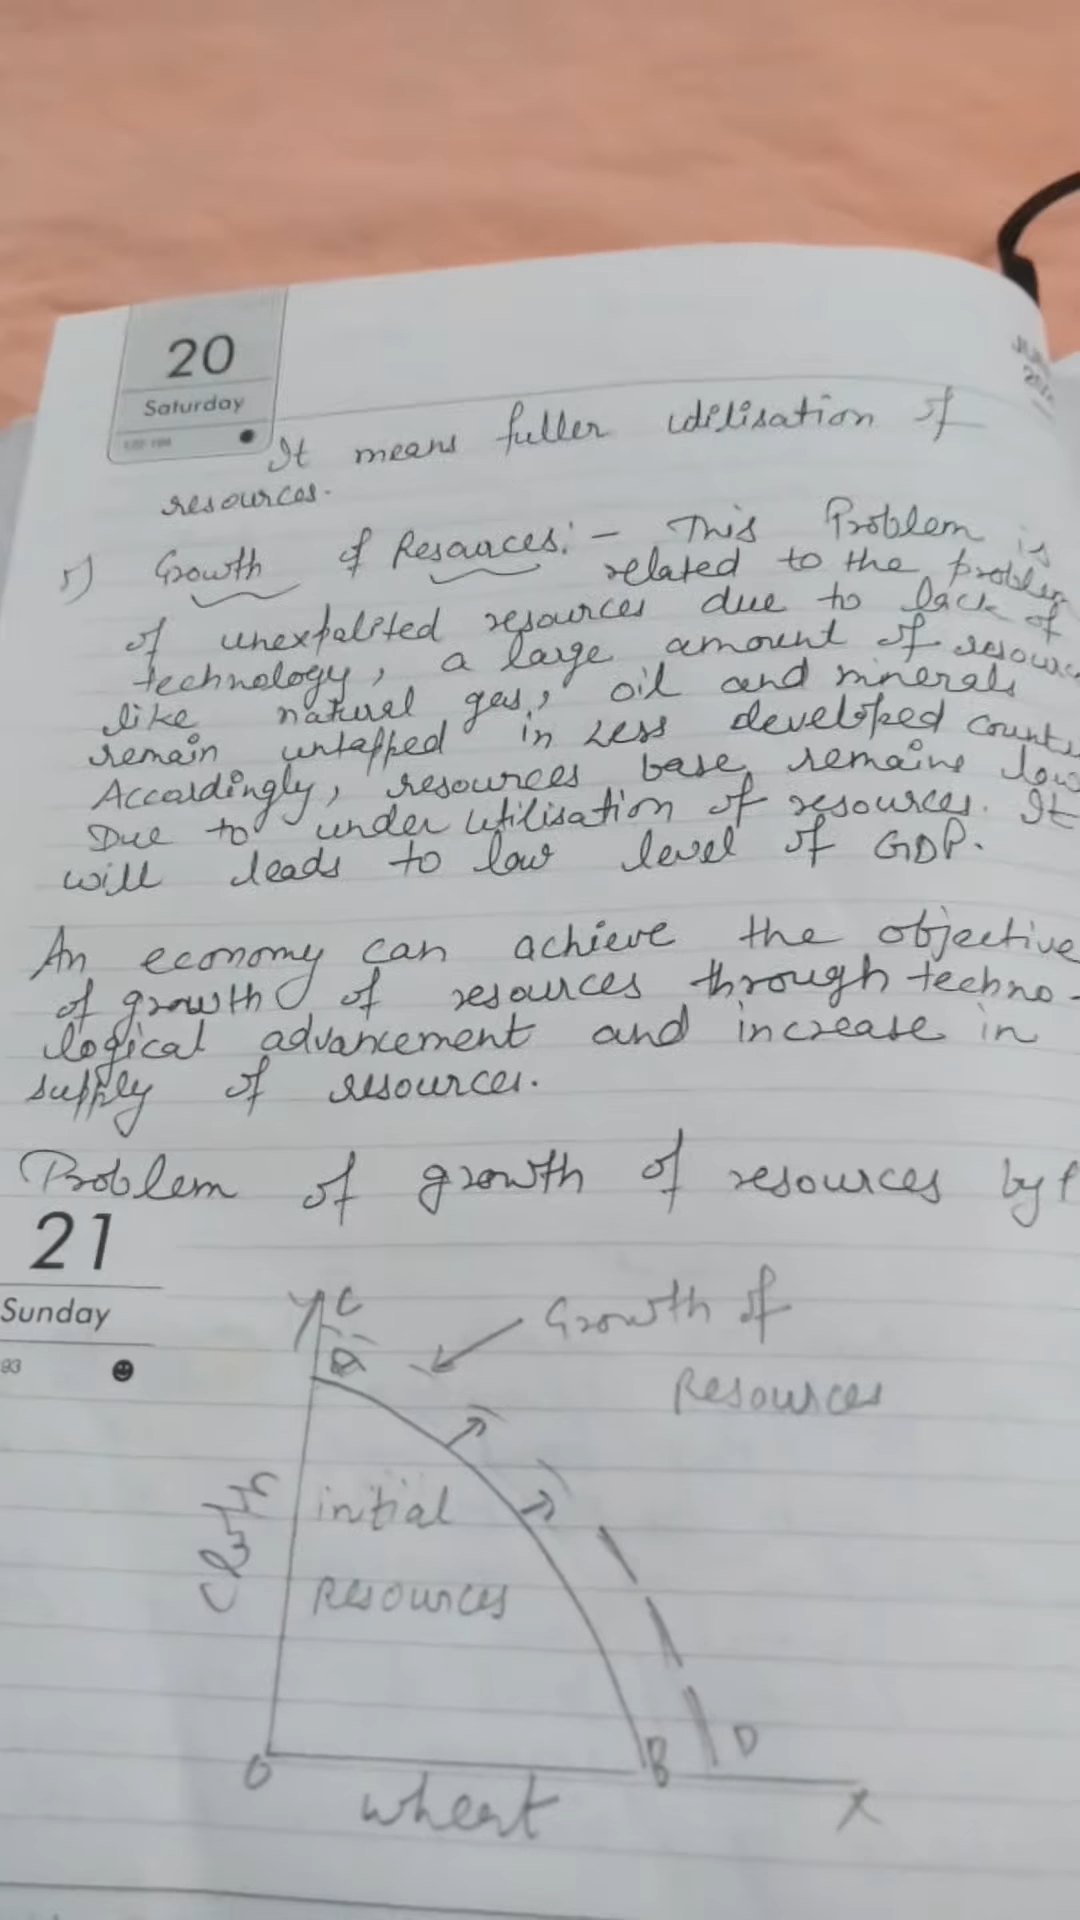 20
Saturday
It means fuller utilisation of
resources.
5) Growth of Resources:- This Problem is
related to the problem
of unexpalited resources due to lack of
technology, a large amount of resourc
like natural gas, oil and minerals
remain untapped in Less developed count
Accordingly, resources base remains low
Due to under utilisation of resources. It
will leads to low level of GDP.
An economy can achieve the objective
of growth of resources through techno-
logical advancement and increase in
supply of resources.
Problem of growth of resources by
21
Sunday
93
Y C
Growth of
Resources
initial
resources
Cloth
O
B D
X
wheat